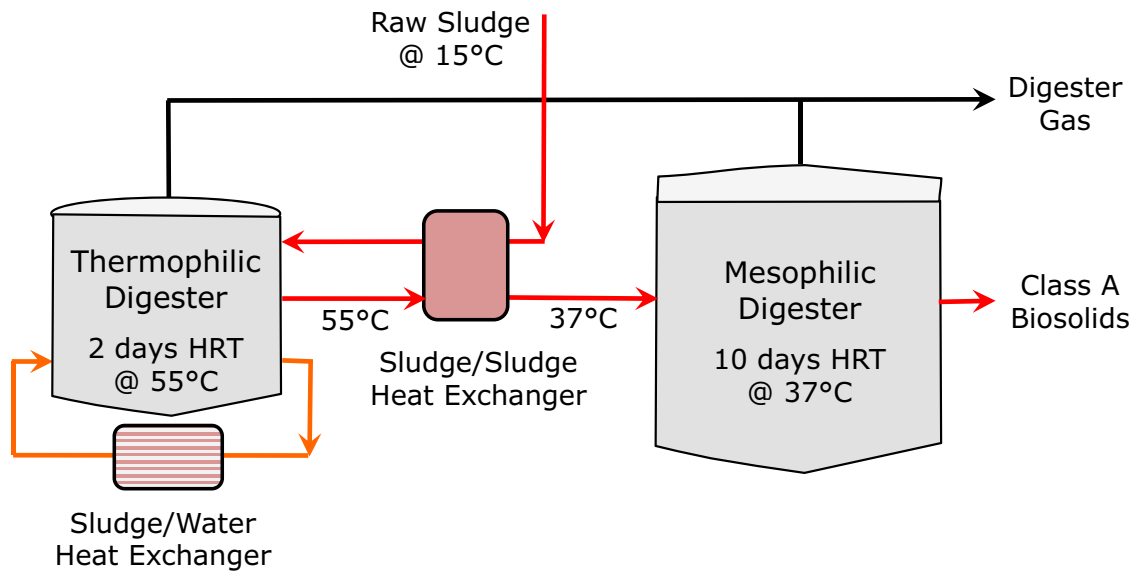 Raw Sludge
@ 15°C
Digester
Gas
Thermophilic
Digester
2 days HRT
@ 55°C
55°C
37°C
Sludge/Sludge
Heat Exchanger
Mesophilic
Digester
10 days HRT
@ 37°C
Class A
Biosolids
Sludge/Water
Heat Exchanger